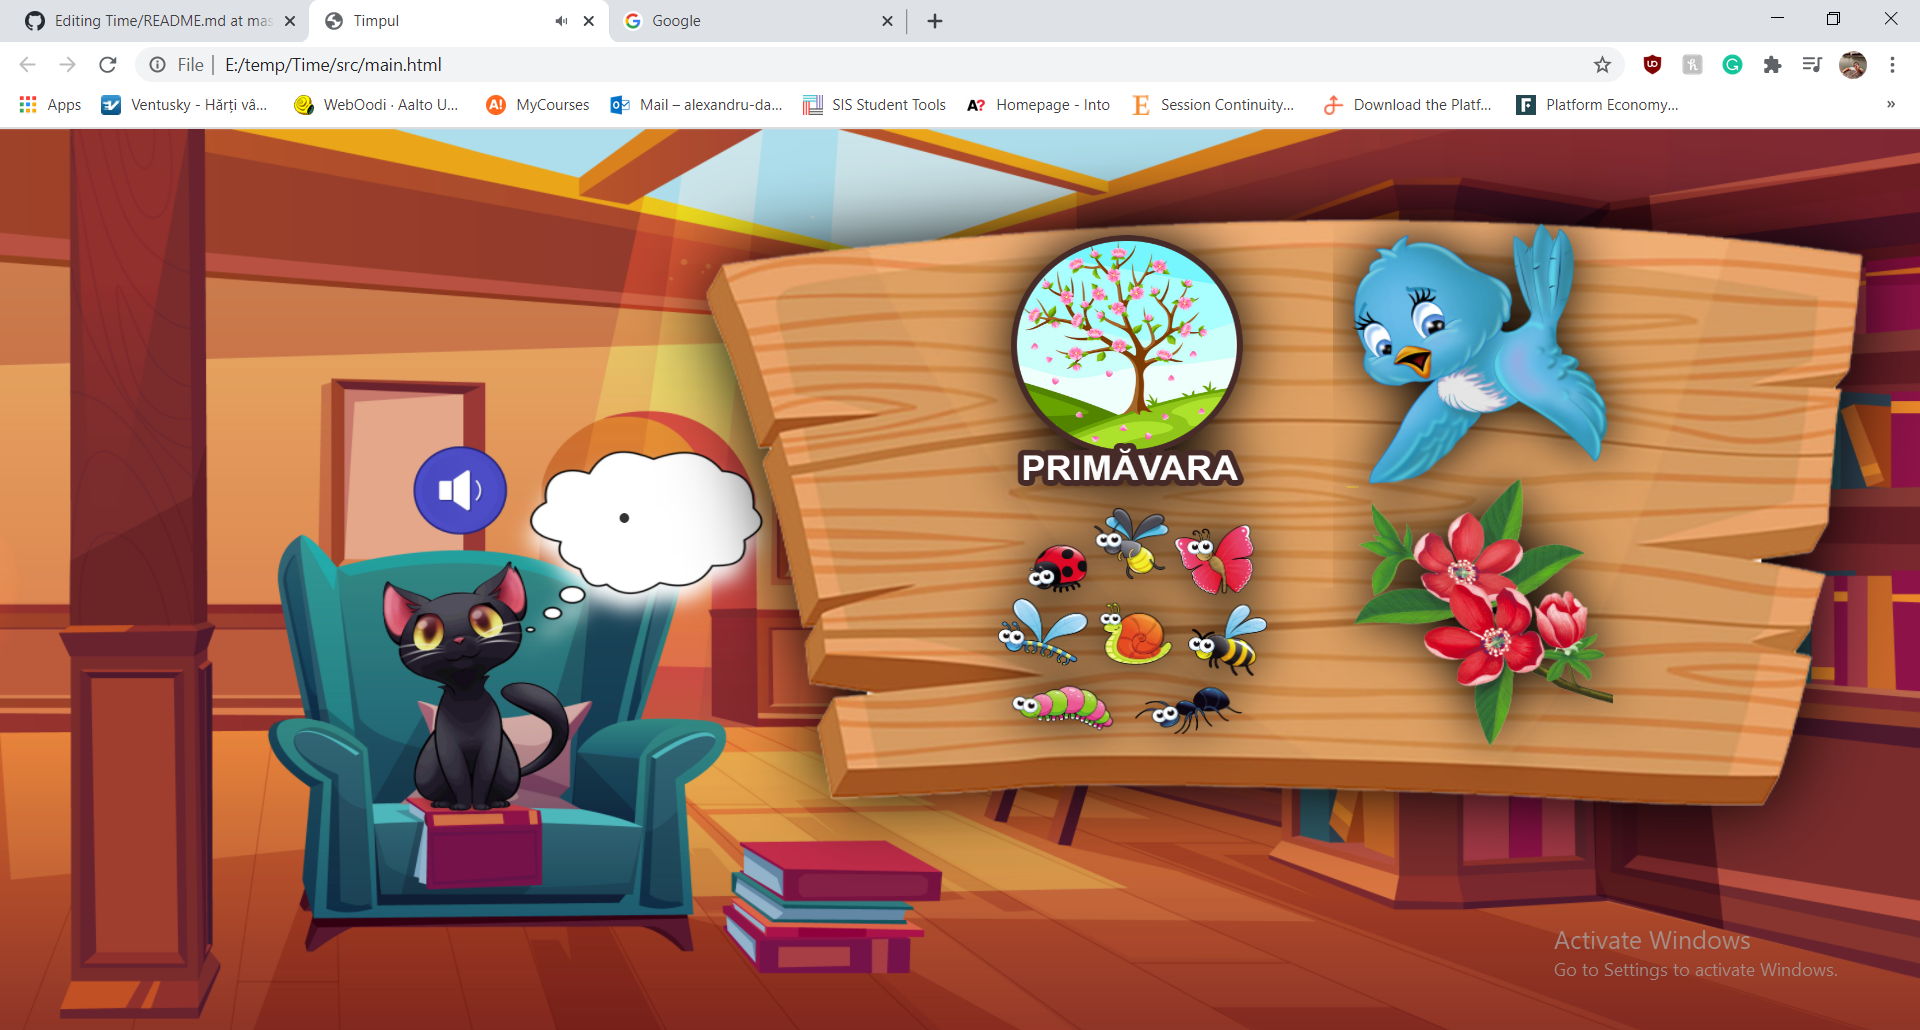 Editing Time/README.md at mas
Timpul
Google
File
E:/temp/Time/src/main.html
Apps
Ventusky - Hărți vâ...
WebOodi · Aalto U...
MyCourses
Mail – alexandru-da...
SIS Student Tools
Homepage - Into
Session Continuity...
Download the Platf...
Platform Economy...
»
PRIMĂVARA
Activate Windows
Go to Settings to activate Windows.